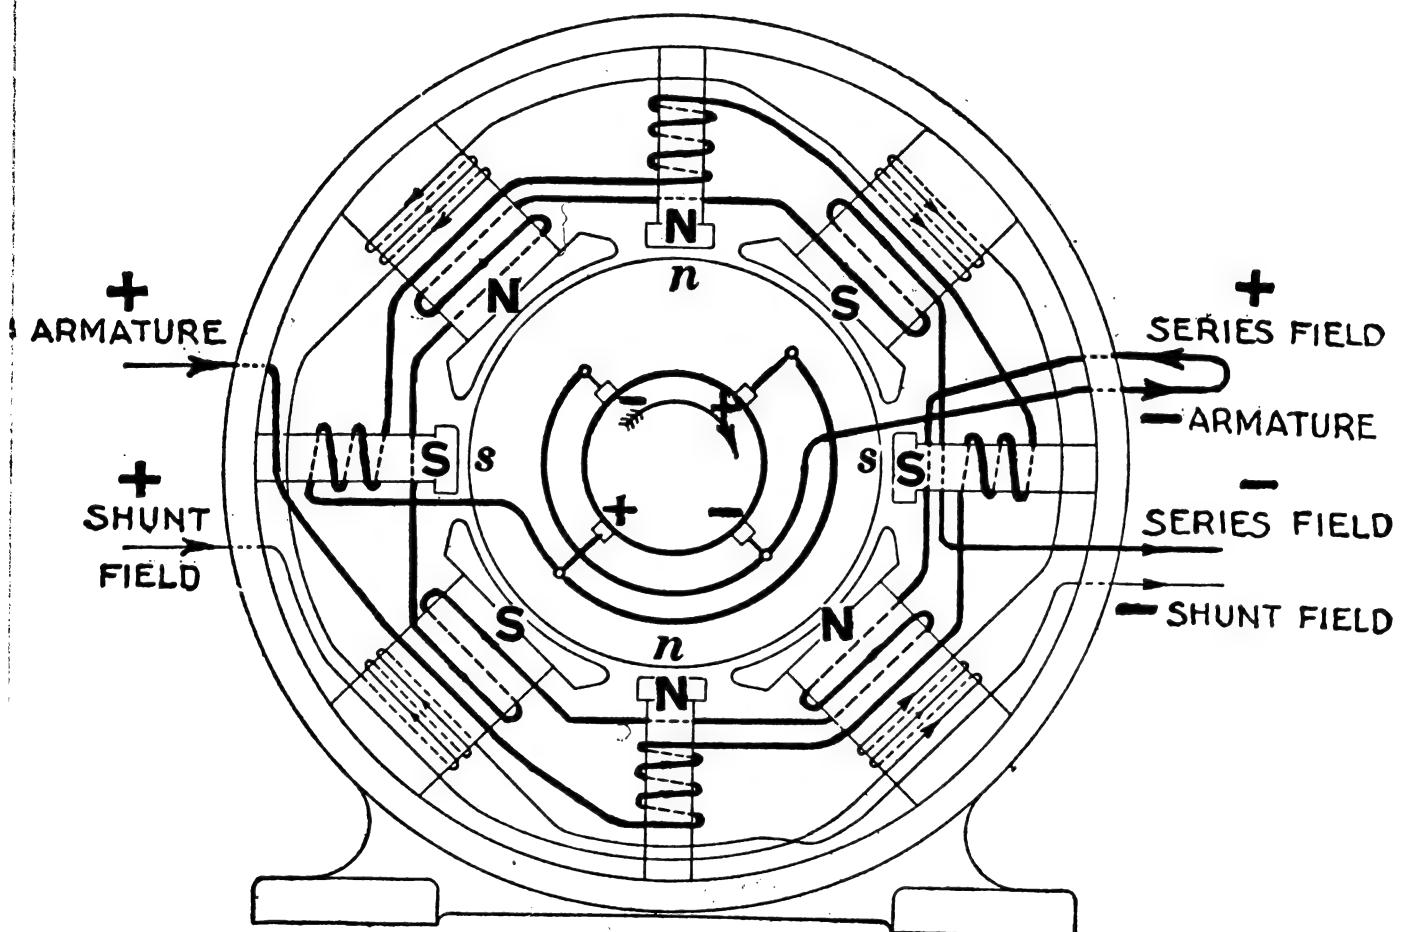 N
n
N
S
+
ARMATURE
+
SERIES FIELD
−
ARMATURE
−
+
S
s
s
S
+
SHUNT
FIELD
+
−
−
SERIES FIELD
−
SHUNT FIELD
S
N
n
N